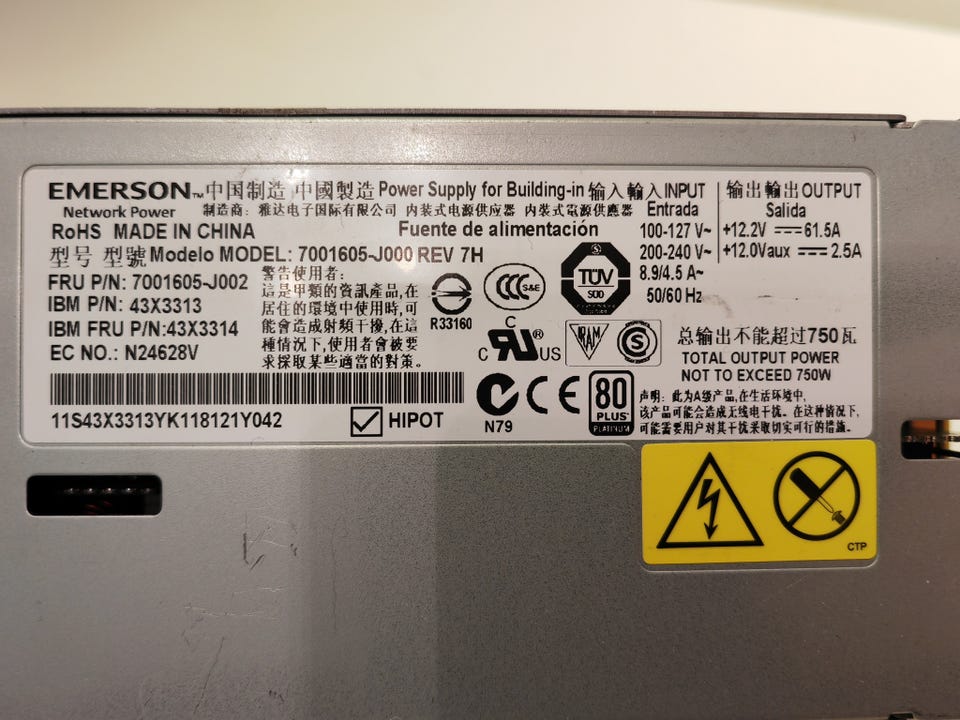 EMERSON™ 中国制造 中國製造 Power Supply for Building-in 输入 輸入 INPUT 输出 輸出 OUTPUT
Network Power 制造商: 雅达电子国际有限公司 内装式电源供应器 內装式電源供應器 Entrada Salida
RoHS MADE IN CHINA Fuente de alimentación 100-127 V~ +12.2V ⎓ 61.5A
型号 型號 Modelo MODEL: 7001605-J000 REV 7H 200-240 V~ +12.0Vaux ⎓ 2.5A
8.9/4.5 A~
50/60 Hz
FRU P/N: 7001605-J002
IBM P/N: 43X3313
IBM FRU P/N:43X3314
EC NO.: N24628V
警告使用者:
這是甲類的資訊產品,在
居住的環境中使用時,可
能會造成射頻干擾,在這
種情況下,使用者會被要
求採取某些適當的對策。
R33160
CCC S&E
TÜV
SÜD
C RU® US
S
总输出不能超过750瓦
TOTAL OUTPUT POWER
NOT TO EXCEED 750W
11S43X3313YK118121Y042
HIPOT
N79
CE
80
PLUS®
PLATINUM
声明: 此为A级产品,在生活环境中,
该产品可能会造成无线电干扰。在这种情况下,
可能需要用户对其干扰采取切实可行的措施。
CTP